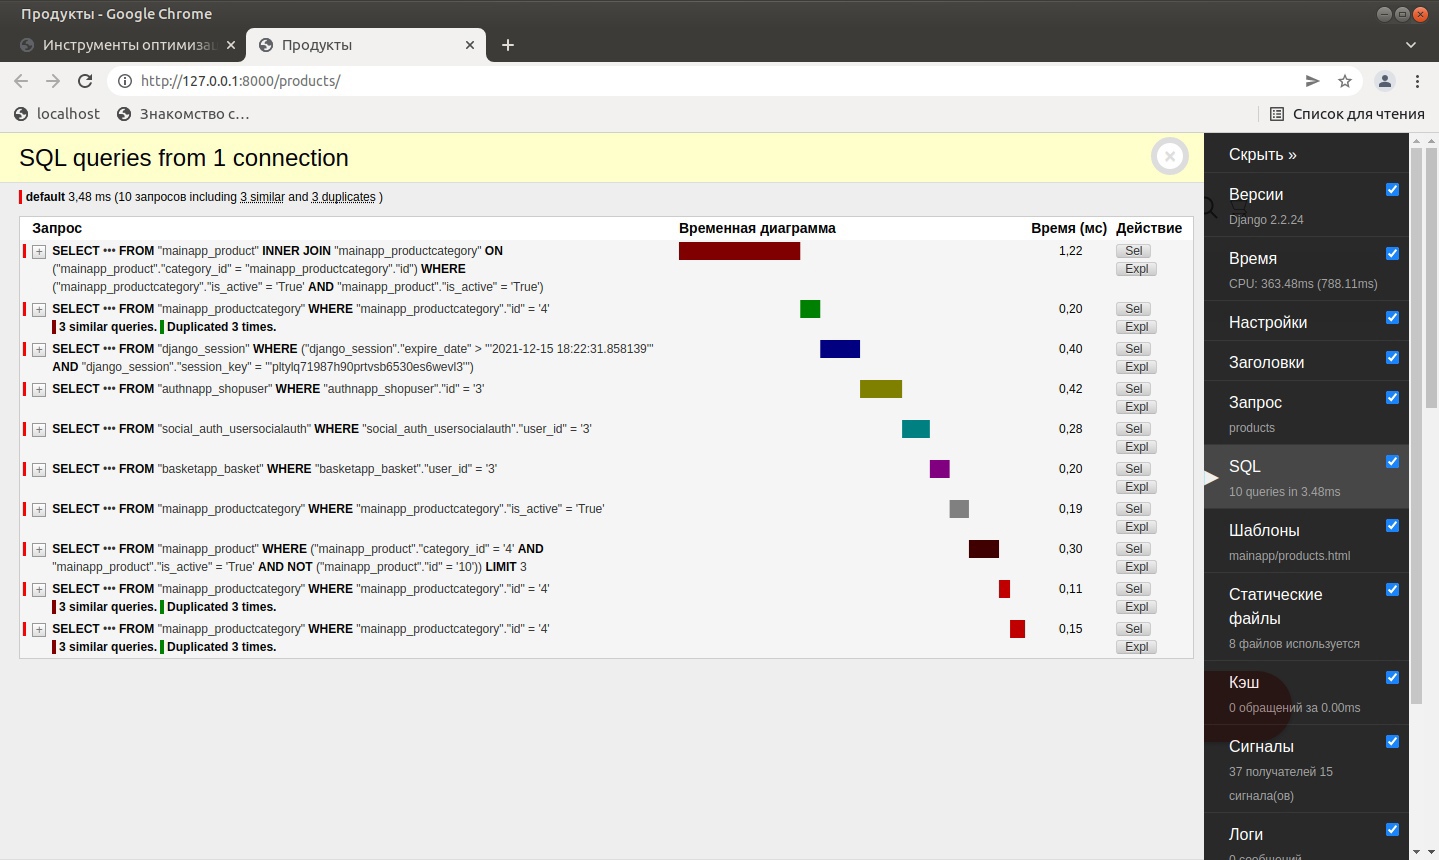 Продукты - Google Chrome
Инструменты оптимиза
Продукты
http://127.0.0.1:8000/products/
localhost
Знакомство с…
Список для чтения
SQL queries from 1 connection
default 3,48 ms (10 запросов including 3 similar and 3 duplicates )
Запрос Временная диаграмма Время (мс) Действие
+ SELECT ••• FROM "mainapp_product" INNER JOIN "mainapp_productcategory" ON 1,22 Sel
("mainapp_product"."category_id" = "mainapp_productcategory"."id") WHERE Expl
("mainapp_productcategory"."is_active" = 'True' AND "mainapp_product"."is_active" = 'True')
+ SELECT ••• FROM "mainapp_productcategory" WHERE "mainapp_productcategory"."id" = '4' 0,20 Sel
3 similar queries. Duplicated 3 times. Expl
+ SELECT ••• FROM "django_session" WHERE ("django_session"."expire_date" > '"'2021-12-15 18:22:31.858139'"' 0,40 Sel
AND "django_session"."session_key" = '"'pltylq71987h90prtvsb6530es6wevl3'"') Expl
+ SELECT ••• FROM "authnapp_shopuser" WHERE "authnapp_shopuser"."id" = '3' 0,42 Sel
Expl
+ SELECT ••• FROM "social_auth_usersocialauth" WHERE "social_auth_usersocialauth"."user_id" = '3' 0,28 Sel
Expl
+ SELECT ••• FROM "basketapp_basket" WHERE "basketapp_basket"."user_id" = '3' 0,20 Sel
Expl
+ SELECT ••• FROM "mainapp_productcategory" WHERE "mainapp_productcategory"."is_active" = 'True' 0,19 Sel
Expl
+ SELECT ••• FROM "mainapp_product" WHERE ("mainapp_product"."category_id" = '4' AND 0,30 Sel
"mainapp_product"."is_active" = 'True' AND NOT ("mainapp_product"."id" = '10')) LIMIT 3 Expl
+ SELECT ••• FROM "mainapp_productcategory" WHERE "mainapp_productcategory"."id" = '4' 0,11 Sel
3 similar queries. Duplicated 3 times. Expl
+ SELECT ••• FROM "mainapp_productcategory" WHERE "mainapp_productcategory"."id" = '4' 0,15 Sel
3 similar queries. Duplicated 3 times. Expl
Скрыть »
Версии
Django 2.2.24
Время
CPU: 363.48ms (788.11ms)
Настройки
Заголовки
Запрос
products
SQL
10 queries in 3.48ms
Шаблоны
mainapp/products.html
Статические
файлы
8 файлов используется
Кэш
0 обращений за 0.00ms
Сигналы
37 получателей 15
сигнала(ов)
Логи
0 сообщений